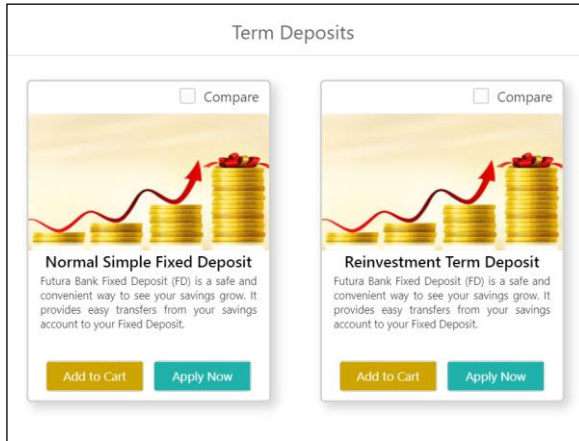 Term Deposits
Compare
Normal Simple Fixed Deposit
Futura Bank Fixed Deposit (FD) is a safe and
convenient way to see your savings grow. It
provides easy transfers from your savings
account to your Fixed Deposit.
Add to Cart
Apply Now
Compare
Reinvestment Term Deposit
Futura Bank Fixed Deposit (FD) is a safe and
convenient way to see your savings grow. It
provides easy transfers from your savings
account to your Fixed Deposit.
Add to Cart
Apply Now